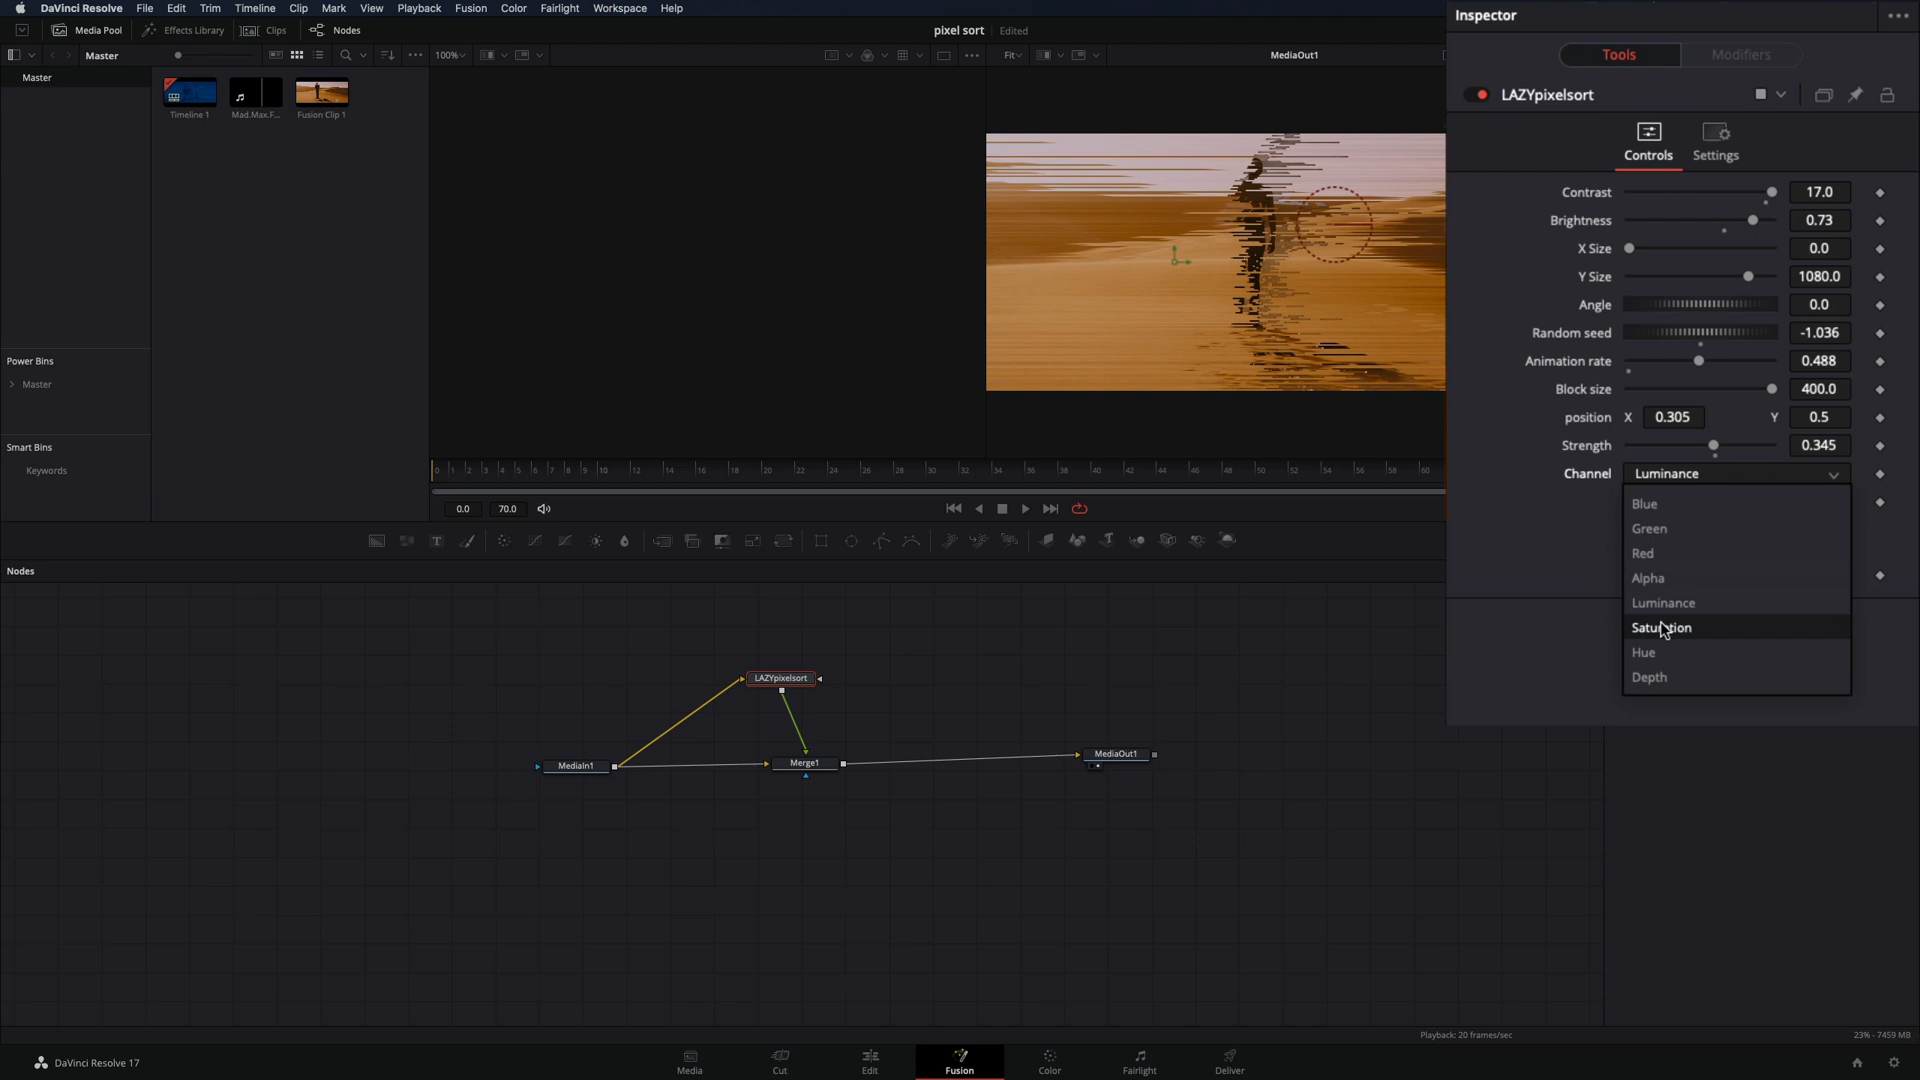 DaVinci Resolve File Edit Trim Timeline Clip Mark View Playback Fusion Color Fairlight Workspace Help
Media Pool Effects Library Clips Nodes
pixel sort Edited
Master
100%
Fit
MediaOut1
Master
Timeline 1 Mad.Max.F... Fusion Clip 1
Power Bins
Master
Smart Bins
Keywords
Inspector
Tools Modifiers
LAZYpixelsort
Controls Settings
Contrast 17.0
Brightness 0.73
X Size 0.0
Y Size 1080.0
Angle 0.0
Random seed -1.036
Animation rate 0.488
Block size 400.0
position X 0.305 Y 0.5
Strength 0.345
Channel Luminance
Blue
Green
Red
Alpha
Luminance
Hue
Depth
0 1 2 3 4 5 6 7 8 9 10 12 14 16 18 20 22 24 26 28 30 32 34 36 38 40 42 44 46 48 50 52 54 56 58 60
0.0 70.0
Nodes
LAZYpixelsort
MediaIn1
Merge1
MediaOut1
Playback: 20 frames/sec
23% - 7459 MB
DaVinci Resolve 17
Media Cut Edit Fusion Color Fairlight Deliver